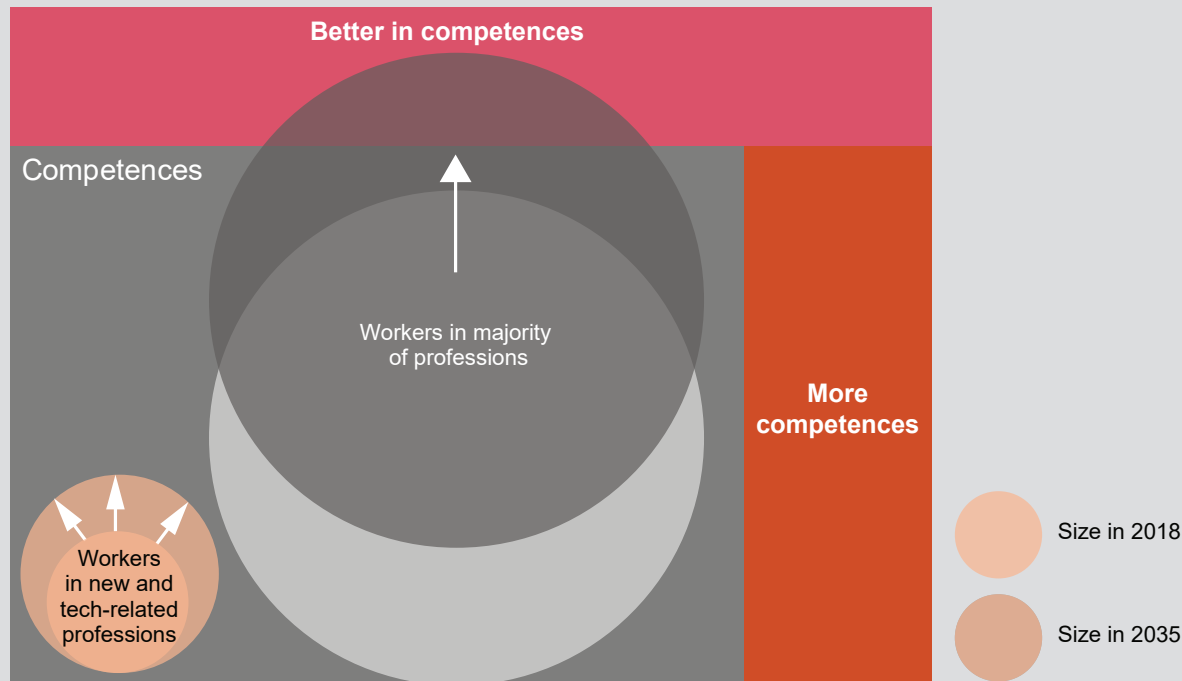 Better in competences
Competences
Workers in majority
of professions
More
competences
Workers
in new and
tech-related
professions
Size in 2018
Size in 2035